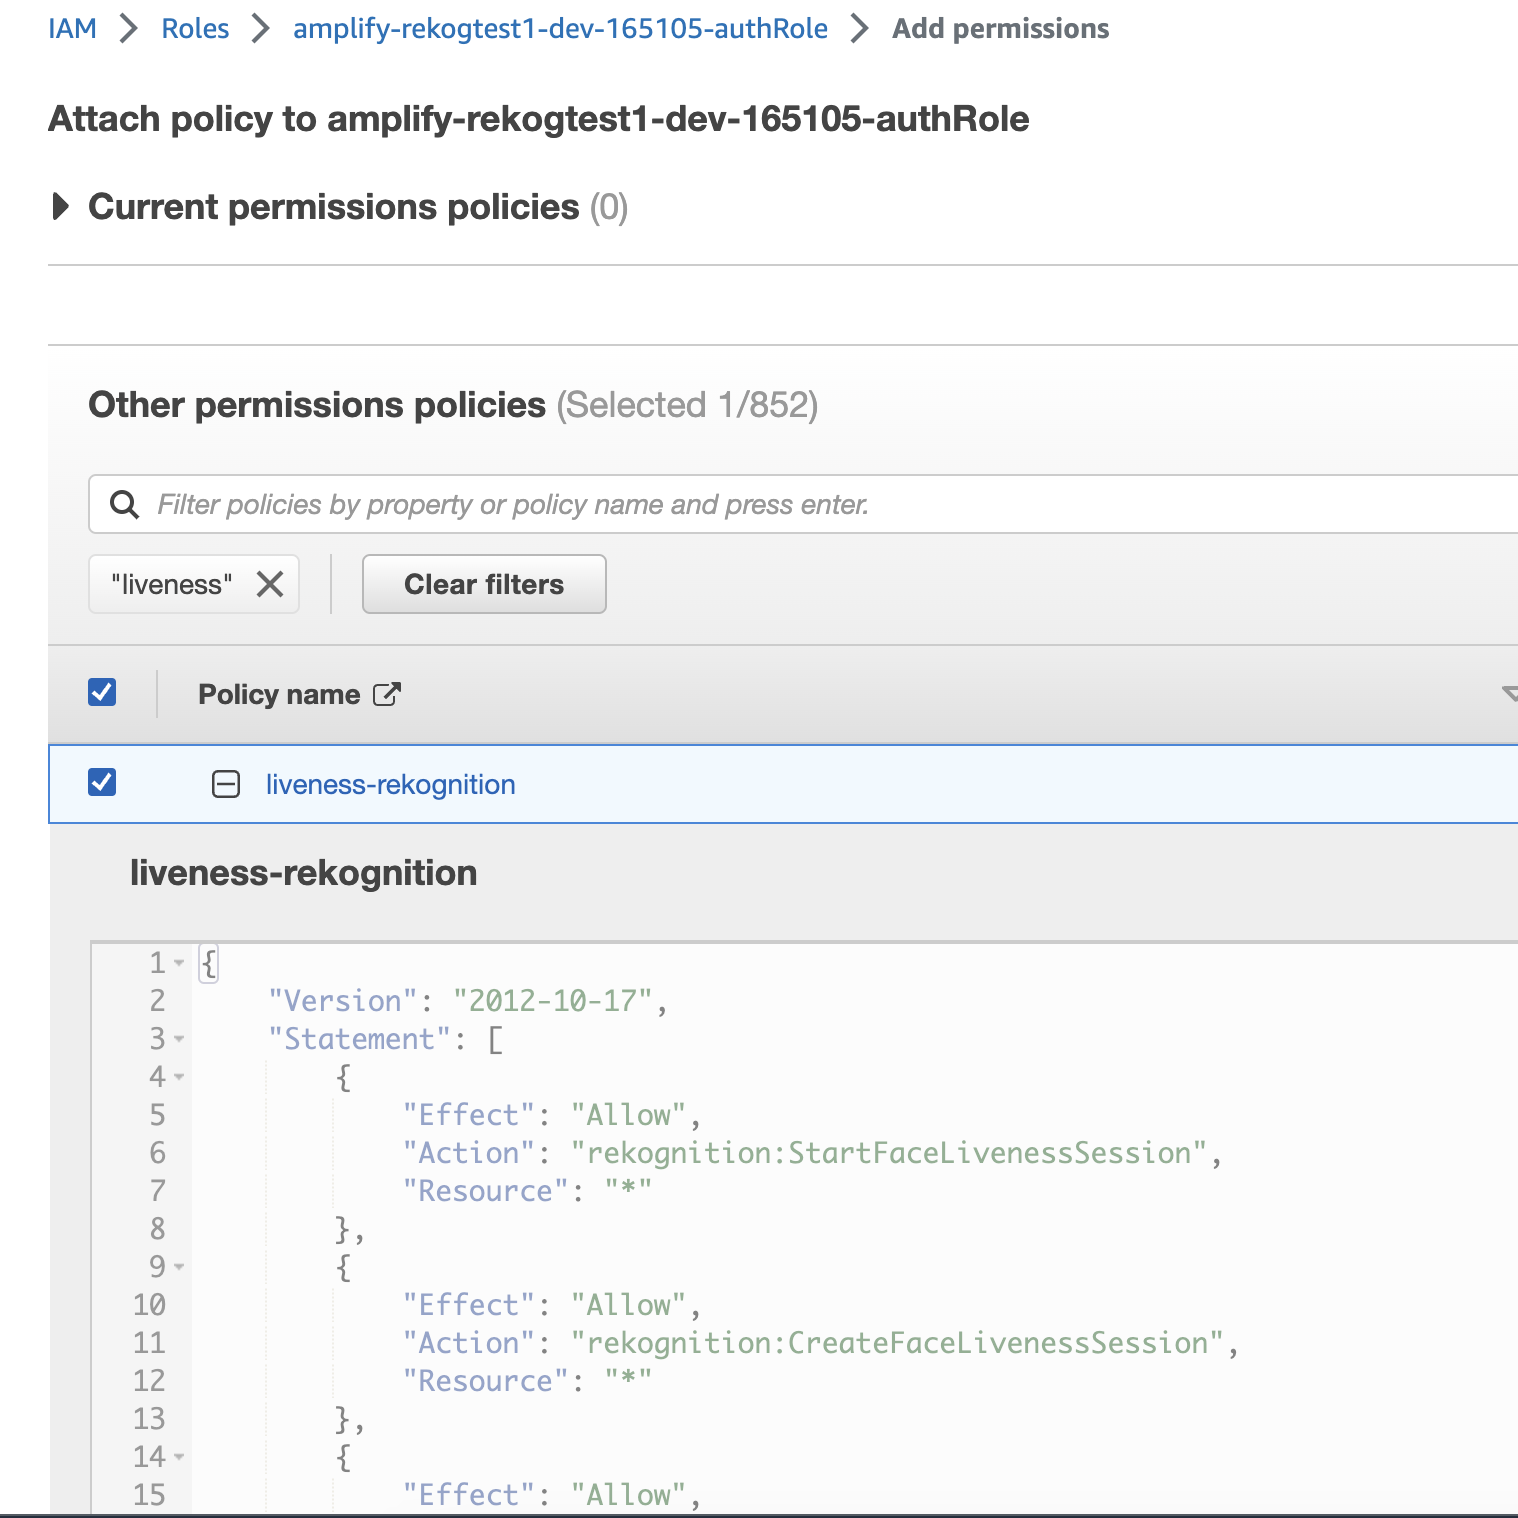 IAM > Roles > amplify-rekogtest1-dev-165105-authRole > Add permissions
Attach policy to amplify-rekogtest1-dev-165105-authRole
Current permissions policies (0)
Other permissions policies (Selected 1/852)
Filter policies by property or policy name and press enter.
"liveness" Clear filters
Policy name
liveness-rekognition
liveness-rekognition
1 {
2 "Version": "2012-10-17",
3 "Statement": [
4 {
5 "Effect": "Allow",
6 "Action": "rekognition:StartFaceLivenessSession",
7 "Resource": "*"
8 },
9 {
10 "Effect": "Allow",
11 "Action": "rekognition:CreateFaceLivenessSession",
12 "Resource": "*"
13 },
14 {
15 "Effect": "Allow",